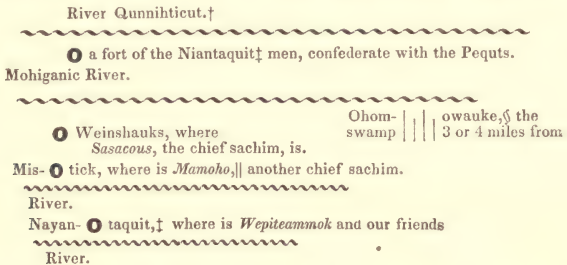 River Qunnihticut.†
O a fort of the Niantaquit‡ men, confederate with the Pequts.
Mohiganic River.
Ohom- | | | | owauke,§ the
O Weinshauks, where swamp | | | | 3 or 4 miles from
Sasacous, the chief sachim, is.
Mis- O tick, where is Mamoho,|| another chief sachim.
River.
Nayan- O taquit,‡ where is Wepiteammok and our friends
River.